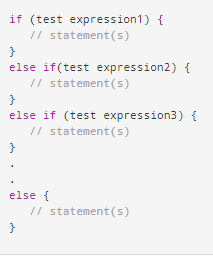 if (test expression1) {
   // statement(s)
}
else if(test expression2) {
   // statement(s)
}
else if (test expression3) {
   // statement(s)
}
.
.
else {
   // statement(s)
}